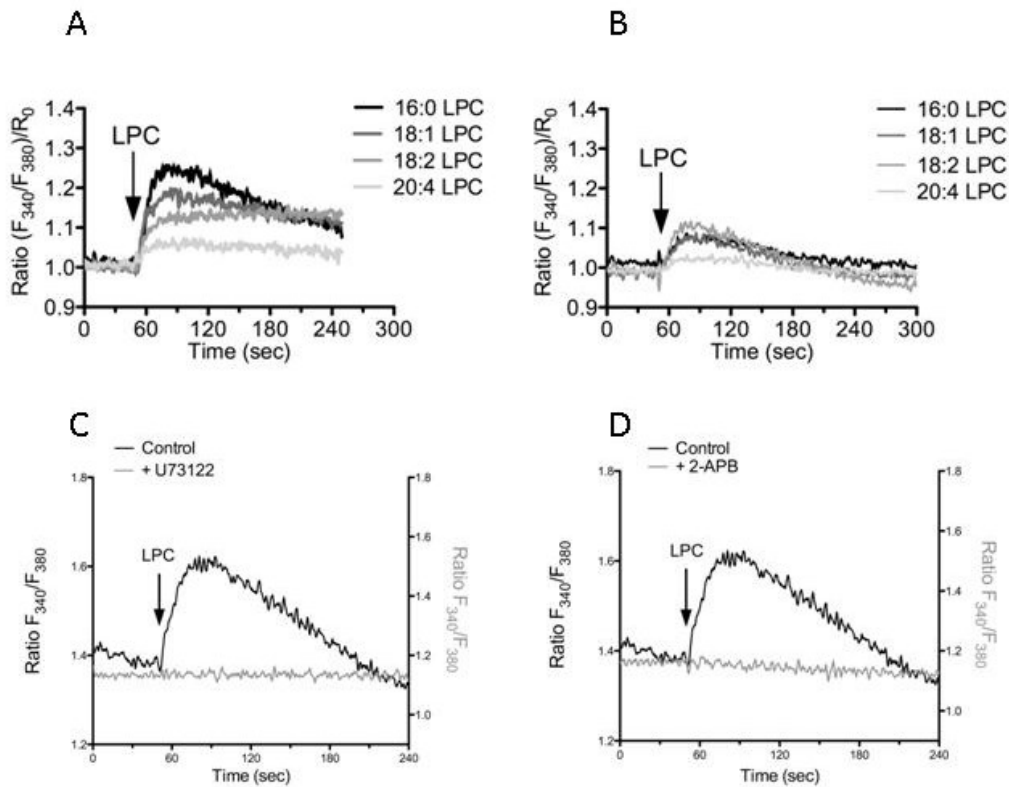 A
Ratio (F340/F380)/R0
1.4
1.3
1.2
1.1
1.0
0.9
LPC
16:0 LPC
18:1 LPC
18:2 LPC
20:4 LPC
0
60
120
180
240
300
Time (sec)
B
Ratio (F340/F380)/R0
1.4
1.3
1.2
1.1
1.0
0.9
LPC
16:0 LPC
18:1 LPC
18:2 LPC
20:4 LPC
0
60
120
180
240
300
Time (sec)
C
Control
+ U73122
Ratio F340/F380
1.8
1.6
1.4
1.2
LPC
1.8
1.6
1.4
1.2
1.0
Ratio F340/F380
0
60
120
180
240
Time (sec)
D
Control
+ 2-APB
Ratio F340/F380
1.8
1.6
1.4
1.2
LPC
1.8
1.6
1.4
1.2
1.0
Ratio F340/F380
0
60
120
180
240
Time (sec)